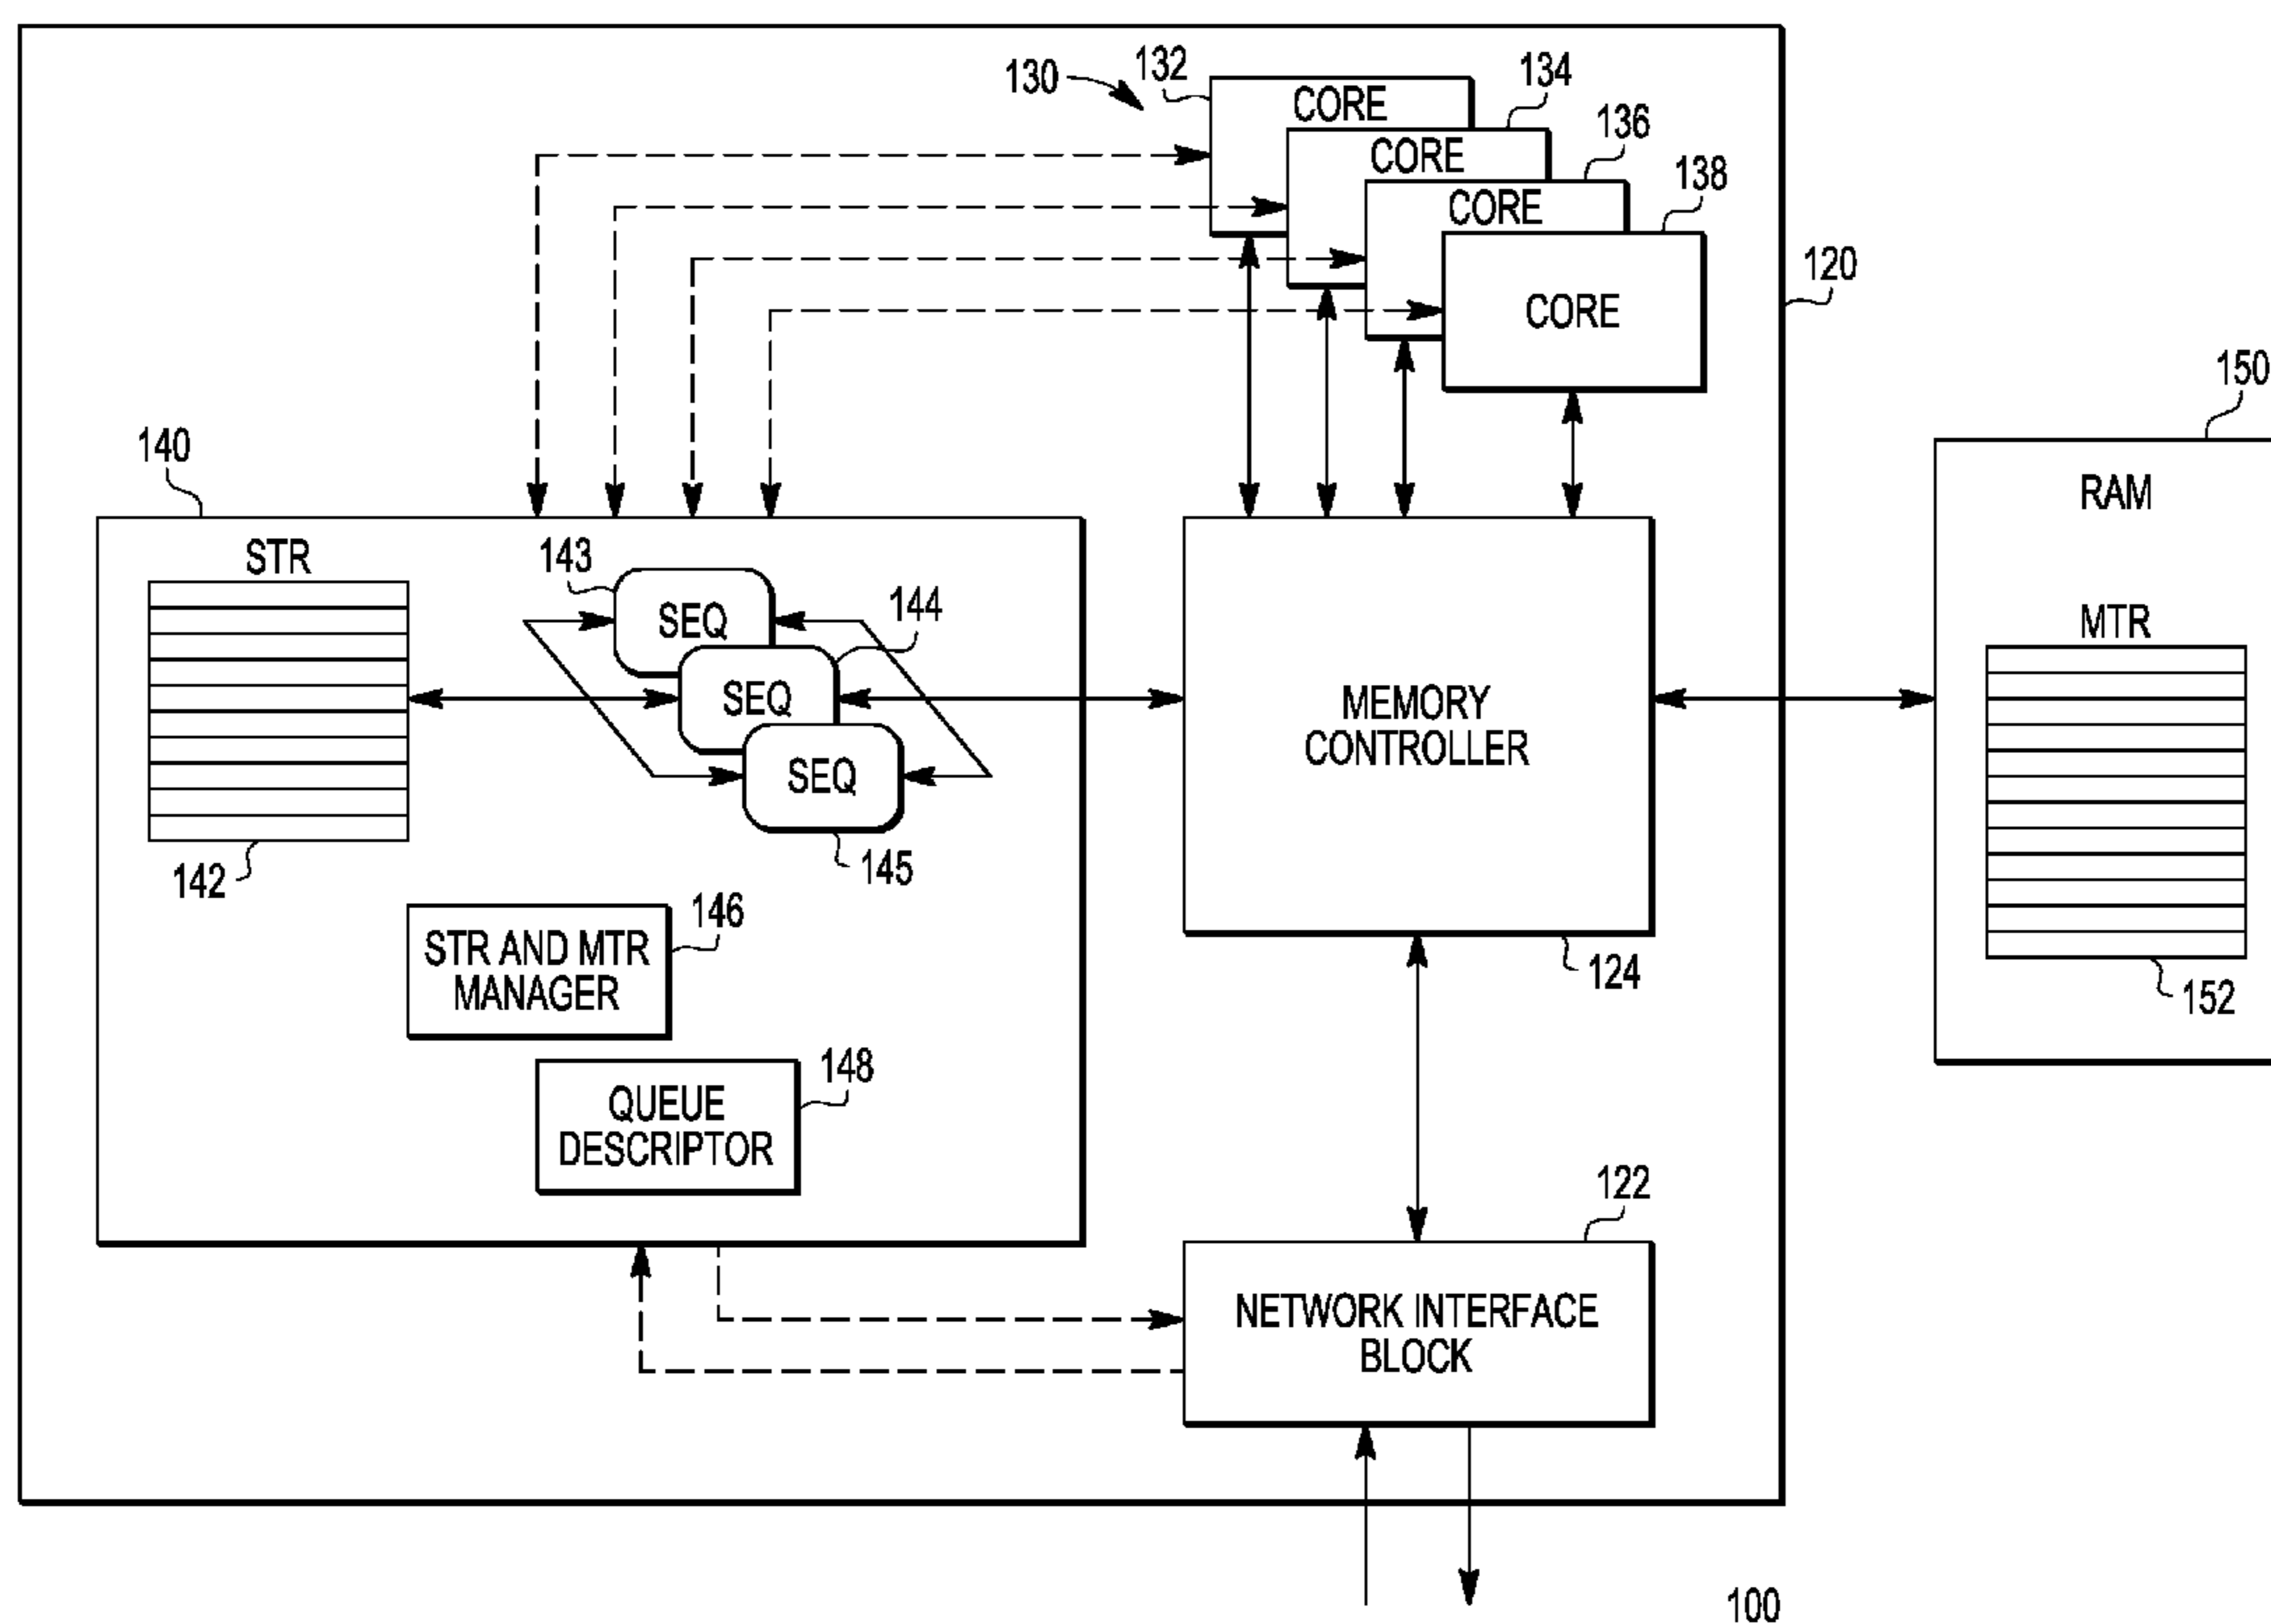 130
132
CORE
134
CORE
136
CORE
138
CORE
120
150
RAM
MTR
152
140
STR
142
143
SEQ
144
SEQ
SEQ
145
146
STR AND MTR
MANAGER
148
QUEUE
DESCRIPTOR
MEMORY
CONTROLLER
124
122
NETWORK INTERFACE
BLOCK
100